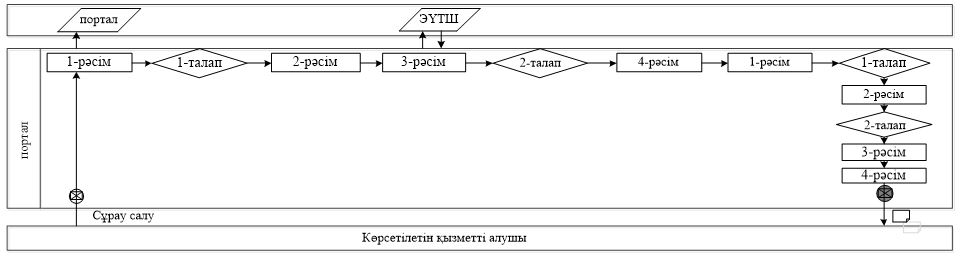 портал
ЭҮТШ
1-рәсім
1-талап
2-рәсім
3-рәсім
2-талап
4-рәсім
1-рәсім
1-талап
2-рәсім
2-талап
3-рәсім
4-рәсім
портал
Сұрау салу
Көрсетілетін қызметті алушы